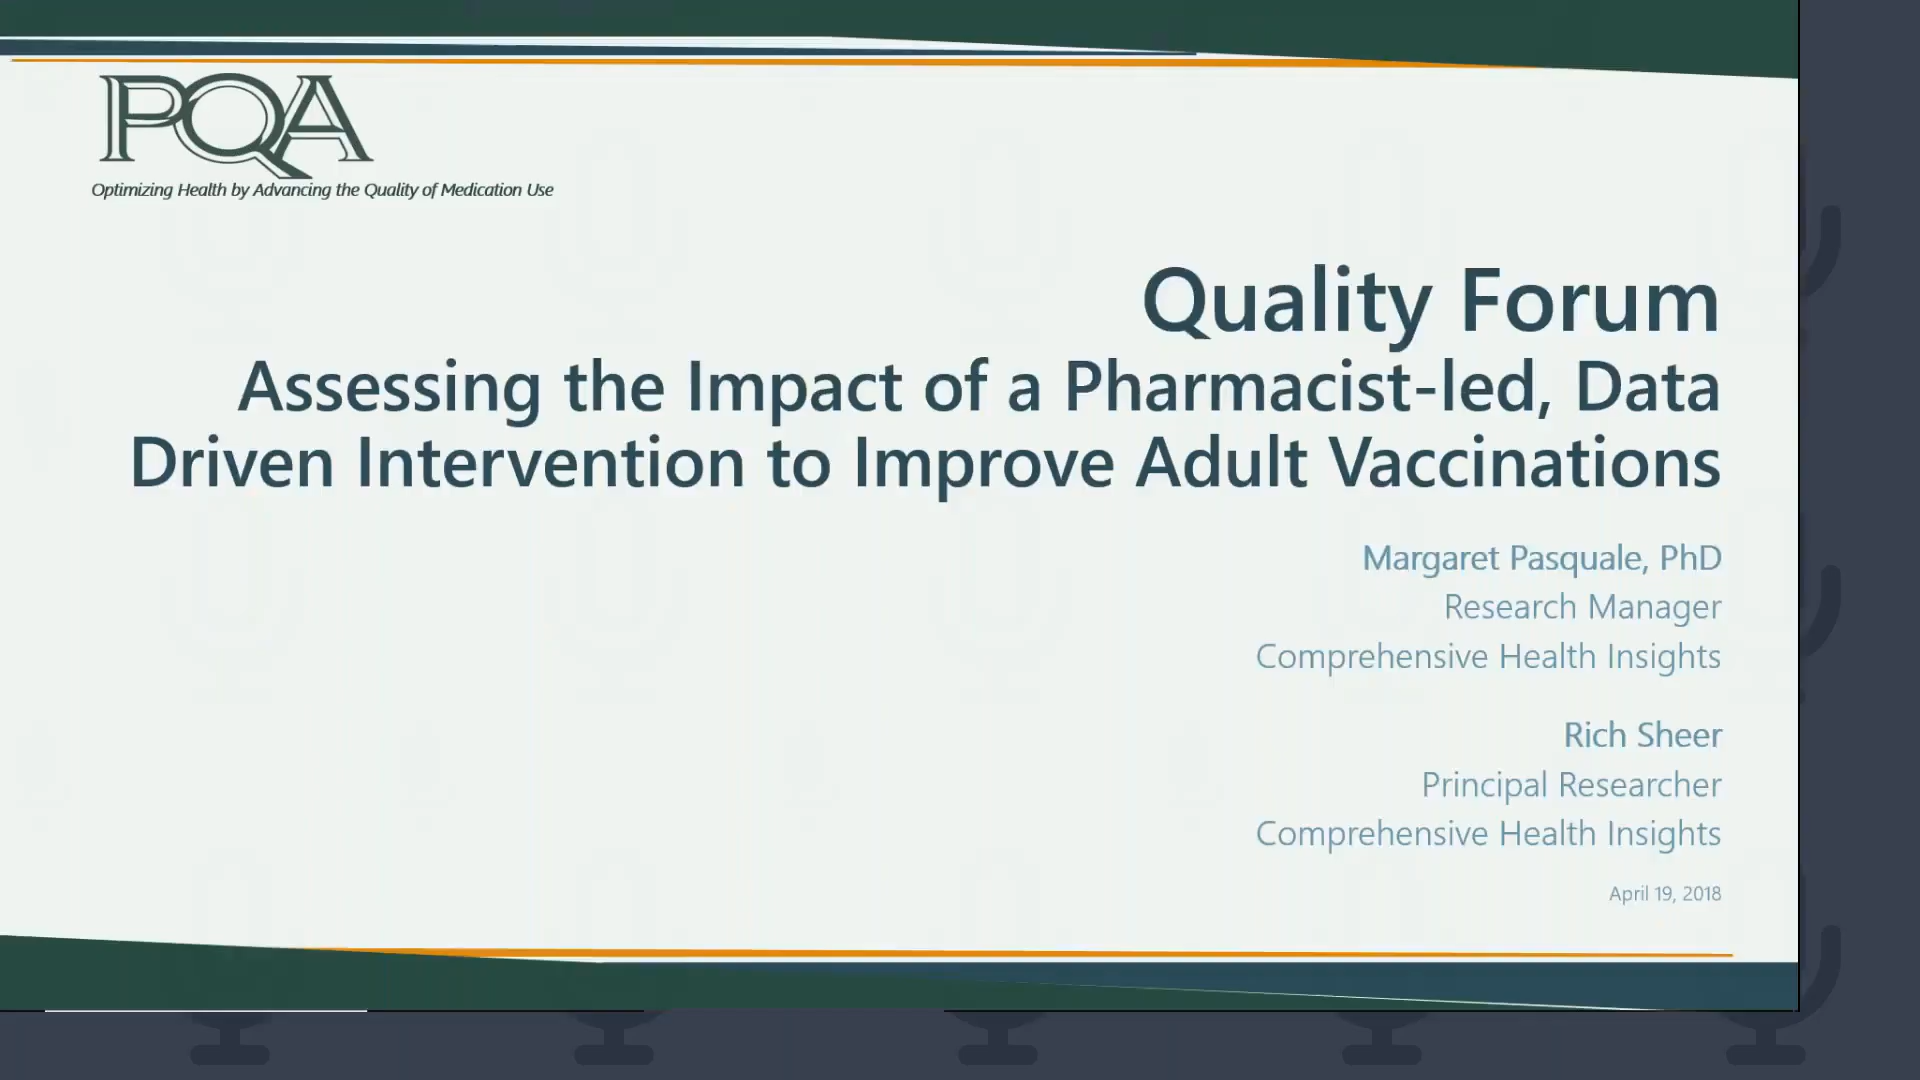 PQA
Optimizing Health by Advancing the Quality of Medication Use
Quality Forum
Assessing the Impact of a Pharmacist-led, Data
Driven Intervention to Improve Adult Vaccinations
Margaret Pasquale, PhD
Research Manager
Comprehensive Health Insights
Rich Sheer
Principal Researcher
Comprehensive Health Insights
April 19, 2018